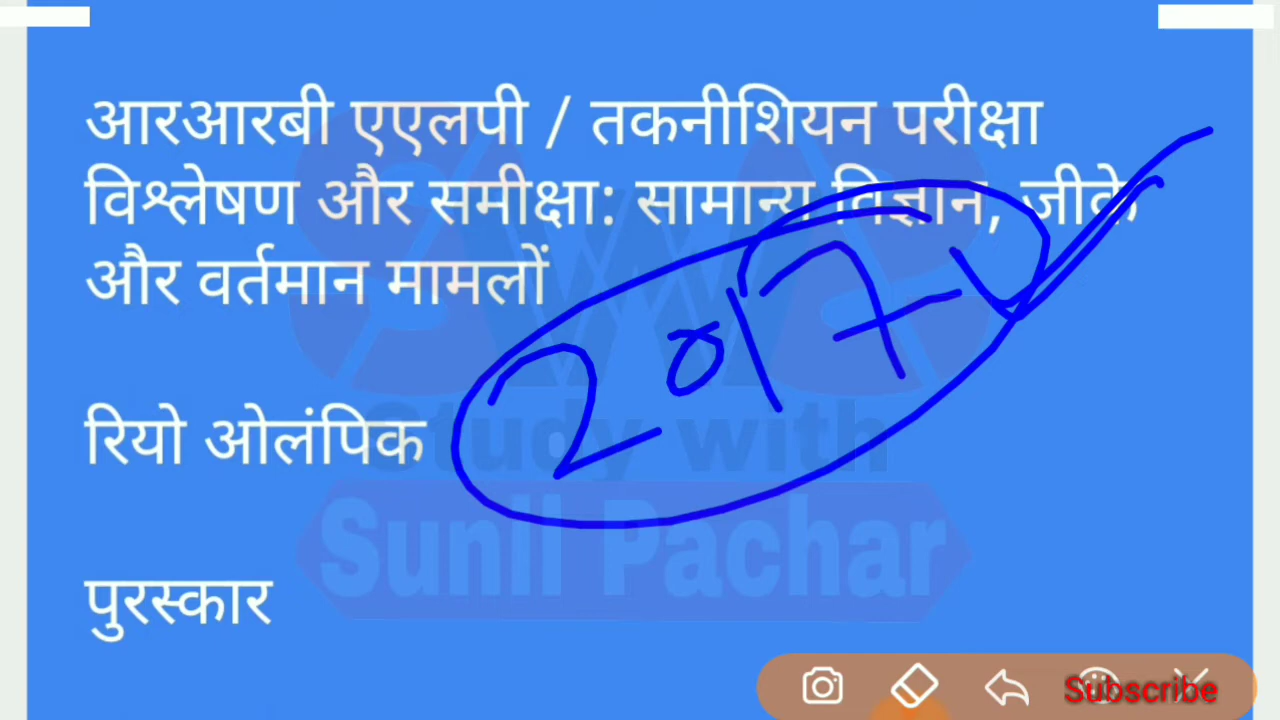 आरआरबी एएलपी / तकनीशियन परीक्षा
विश्लेषण और समीक्षा: सामान्य विज्ञान, जीके
और वर्तमान मामलों
2017
रियो ओलंपिक
Study with
Sunil Pachar
पुरस्कार
Subscribe